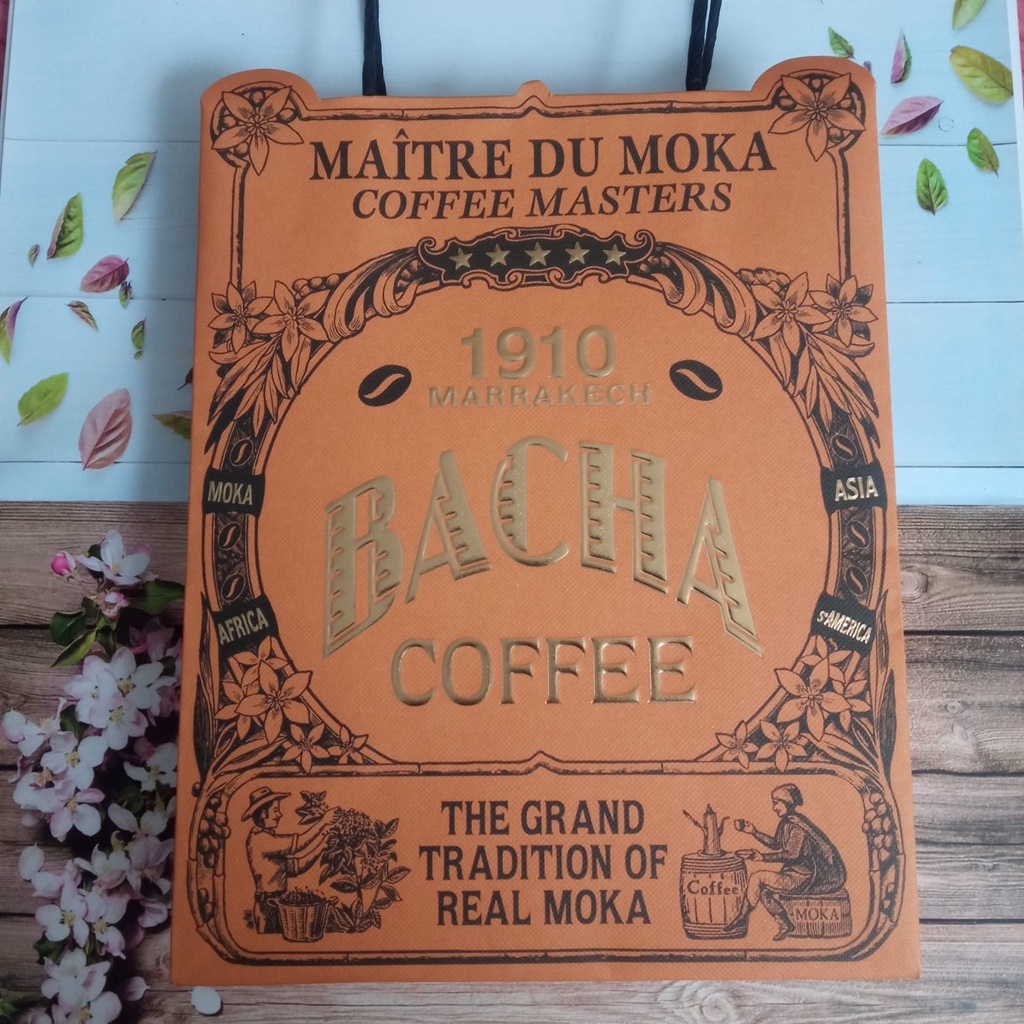 MAÎTRE DU MOKA
COFFEE MASTERS
1910
MARRAKECH
BACHA
COFFEE
MOKA
ASIA
AFRICA
Sᵗʰ AMERICA
THE GRAND
TRADITION OF
REAL MOKA
Coffee
MOKA